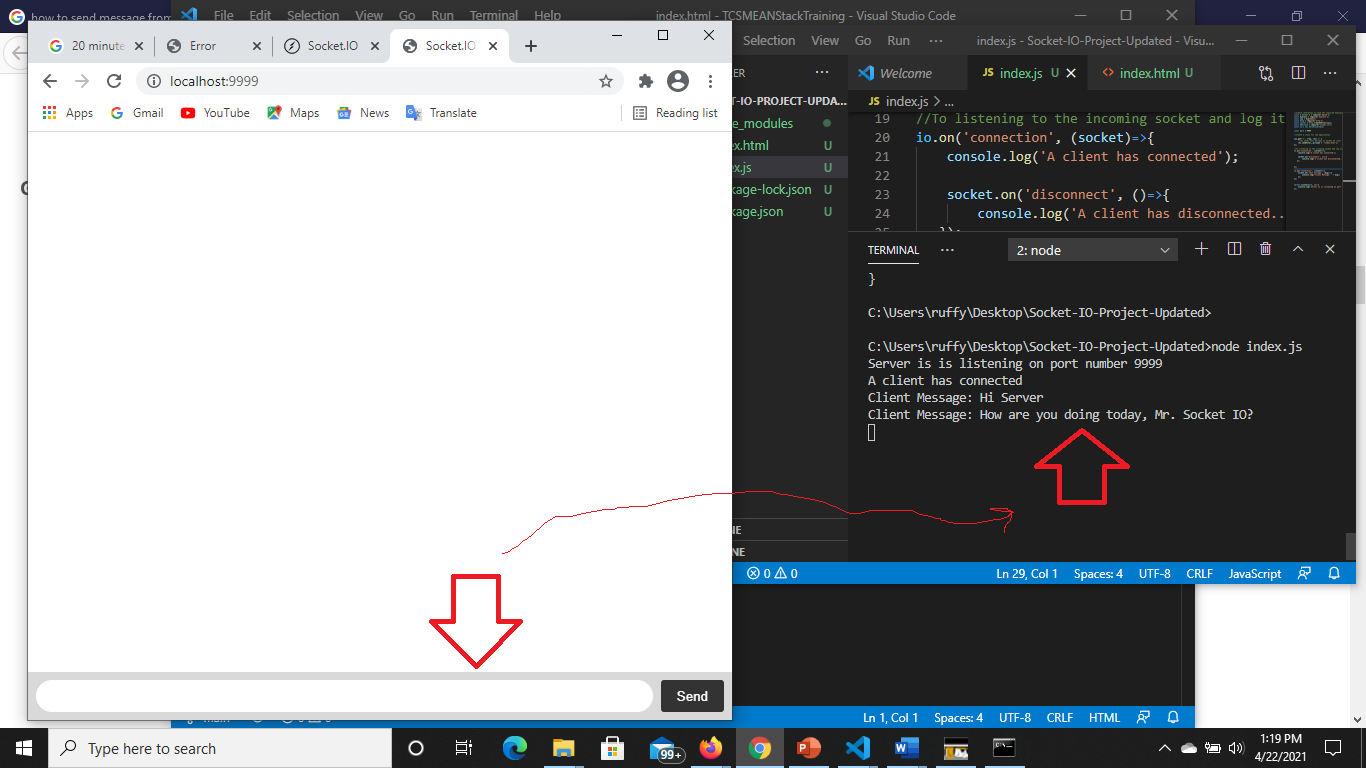 how to send message from
File Edit Selection View Go Run Terminal Help index.html - TCSMEANStackTraining - Visual Studio Code
20 minute Error Socket.IO Socket.IO
localhost:9999
Apps Gmail YouTube Maps News Translate Reading list
Send
Selection View Go Run ··· index.js - Socket-IO-Project-Updated - Visu...
ER ···
T-IO-PROJECT-UPDA...
e_modules
ex.html U
ex.js U
kage-lock.json U
kage.json U
NE
NE
Welcome JS index.js U <> index.html U
JS index.js > ...
19 //To listening to the incoming socket and log it
20 io.on('connection', (socket)=>{
21 console.log('A client has connected');
22
23 socket.on('disconnect', ()=>{
24 console.log('A client has disconnected..
25 });
TERMINAL ··· 2: node
}
C:\Users\ruffy\Desktop\Socket-IO-Project-Updated>
C:\Users\ruffy\Desktop\Socket-IO-Project-Updated>node index.js
Server is is listening on port number 9999
A client has connected
Client Message: Hi Server
Client Message: How are you doing today, Mr. Socket IO?
0 0 Ln 29, Col 1 Spaces: 4 UTF-8 CRLF JavaScript
main Ln 1, Col 1 Spaces: 4 UTF-8 CRLF HTML
Type here to search 99+ 1:19 PM
4/22/2021